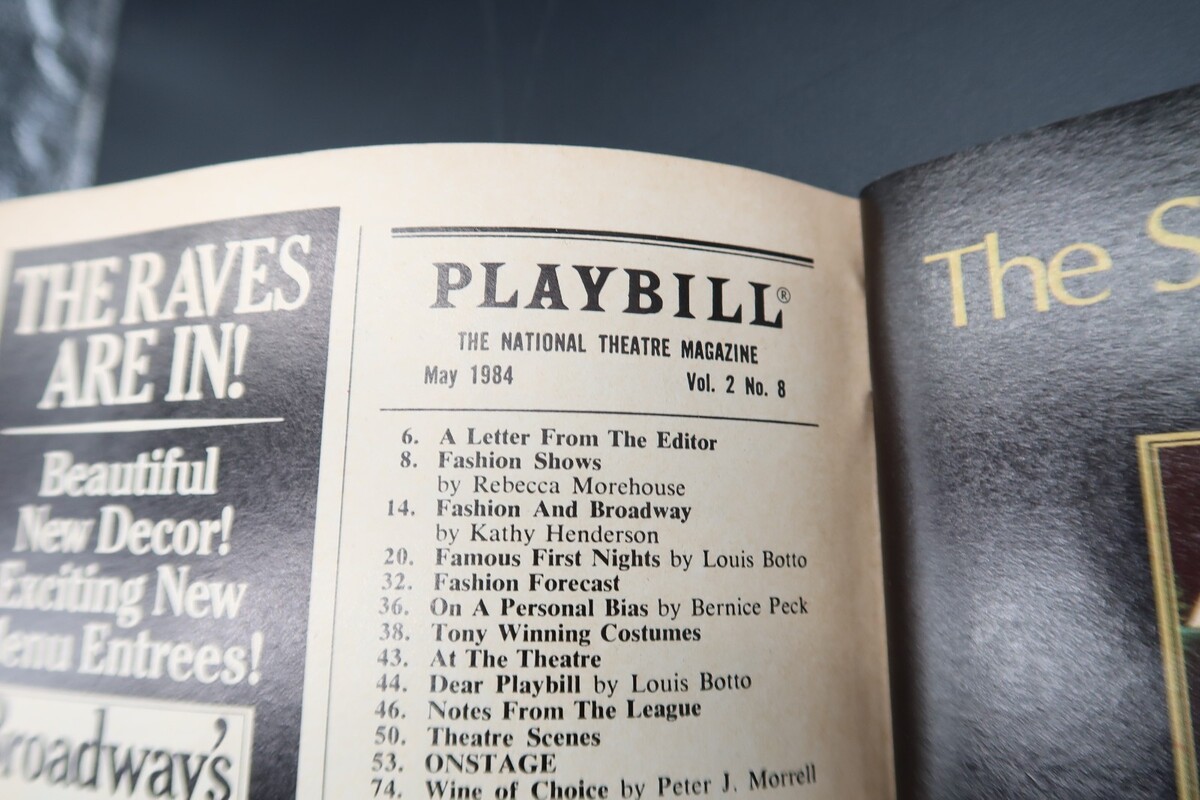 THE RAVES
ARE IN!
Beautiful
New Decor!
Exciting New
Menu Entrees!
Broadway's
PLAYBILL®
THE NATIONAL THEATRE MAGAZINE
May 1984 Vol. 2 No. 8
6. A Letter From The Editor
8. Fashion Shows
by Rebecca Morehouse
14. Fashion And Broadway
by Kathy Henderson
20. Famous First Nights by Louis Botto
32. Fashion Forecast
36. On A Personal Bias by Bernice Peck
38. Tony Winning Costumes
43. At The Theatre
44. Dear Playbill by Louis Botto
46. Notes From The League
50. Theatre Scenes
53. ONSTAGE
74. Wine of Choice by Peter J. Morrell
The S